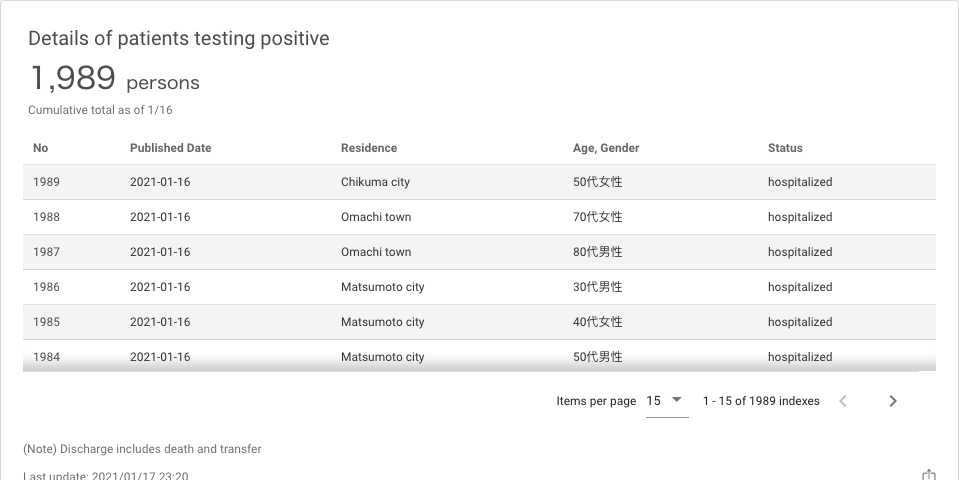 Details of patients testing positive
1,989 persons
Cumulative total as of 1/16
No Published Date Residence Age, Gender Status
1989 2021-01-16 Chikuma city 50代女性 hospitalized
1988 2021-01-16 Omachi town 70代女性 hospitalized
1987 2021-01-16 Omachi town 80代男性 hospitalized
1986 2021-01-16 Matsumoto city 30代男性 hospitalized
1985 2021-01-16 Matsumoto city 40代女性 hospitalized
1984 2021-01-16 Matsumoto city 50代男性 hospitalized
Items per page 15 1 - 15 of 1989 indexes
(Note) Discharge includes death and transfer
Last update: 2021/01/17 23:20